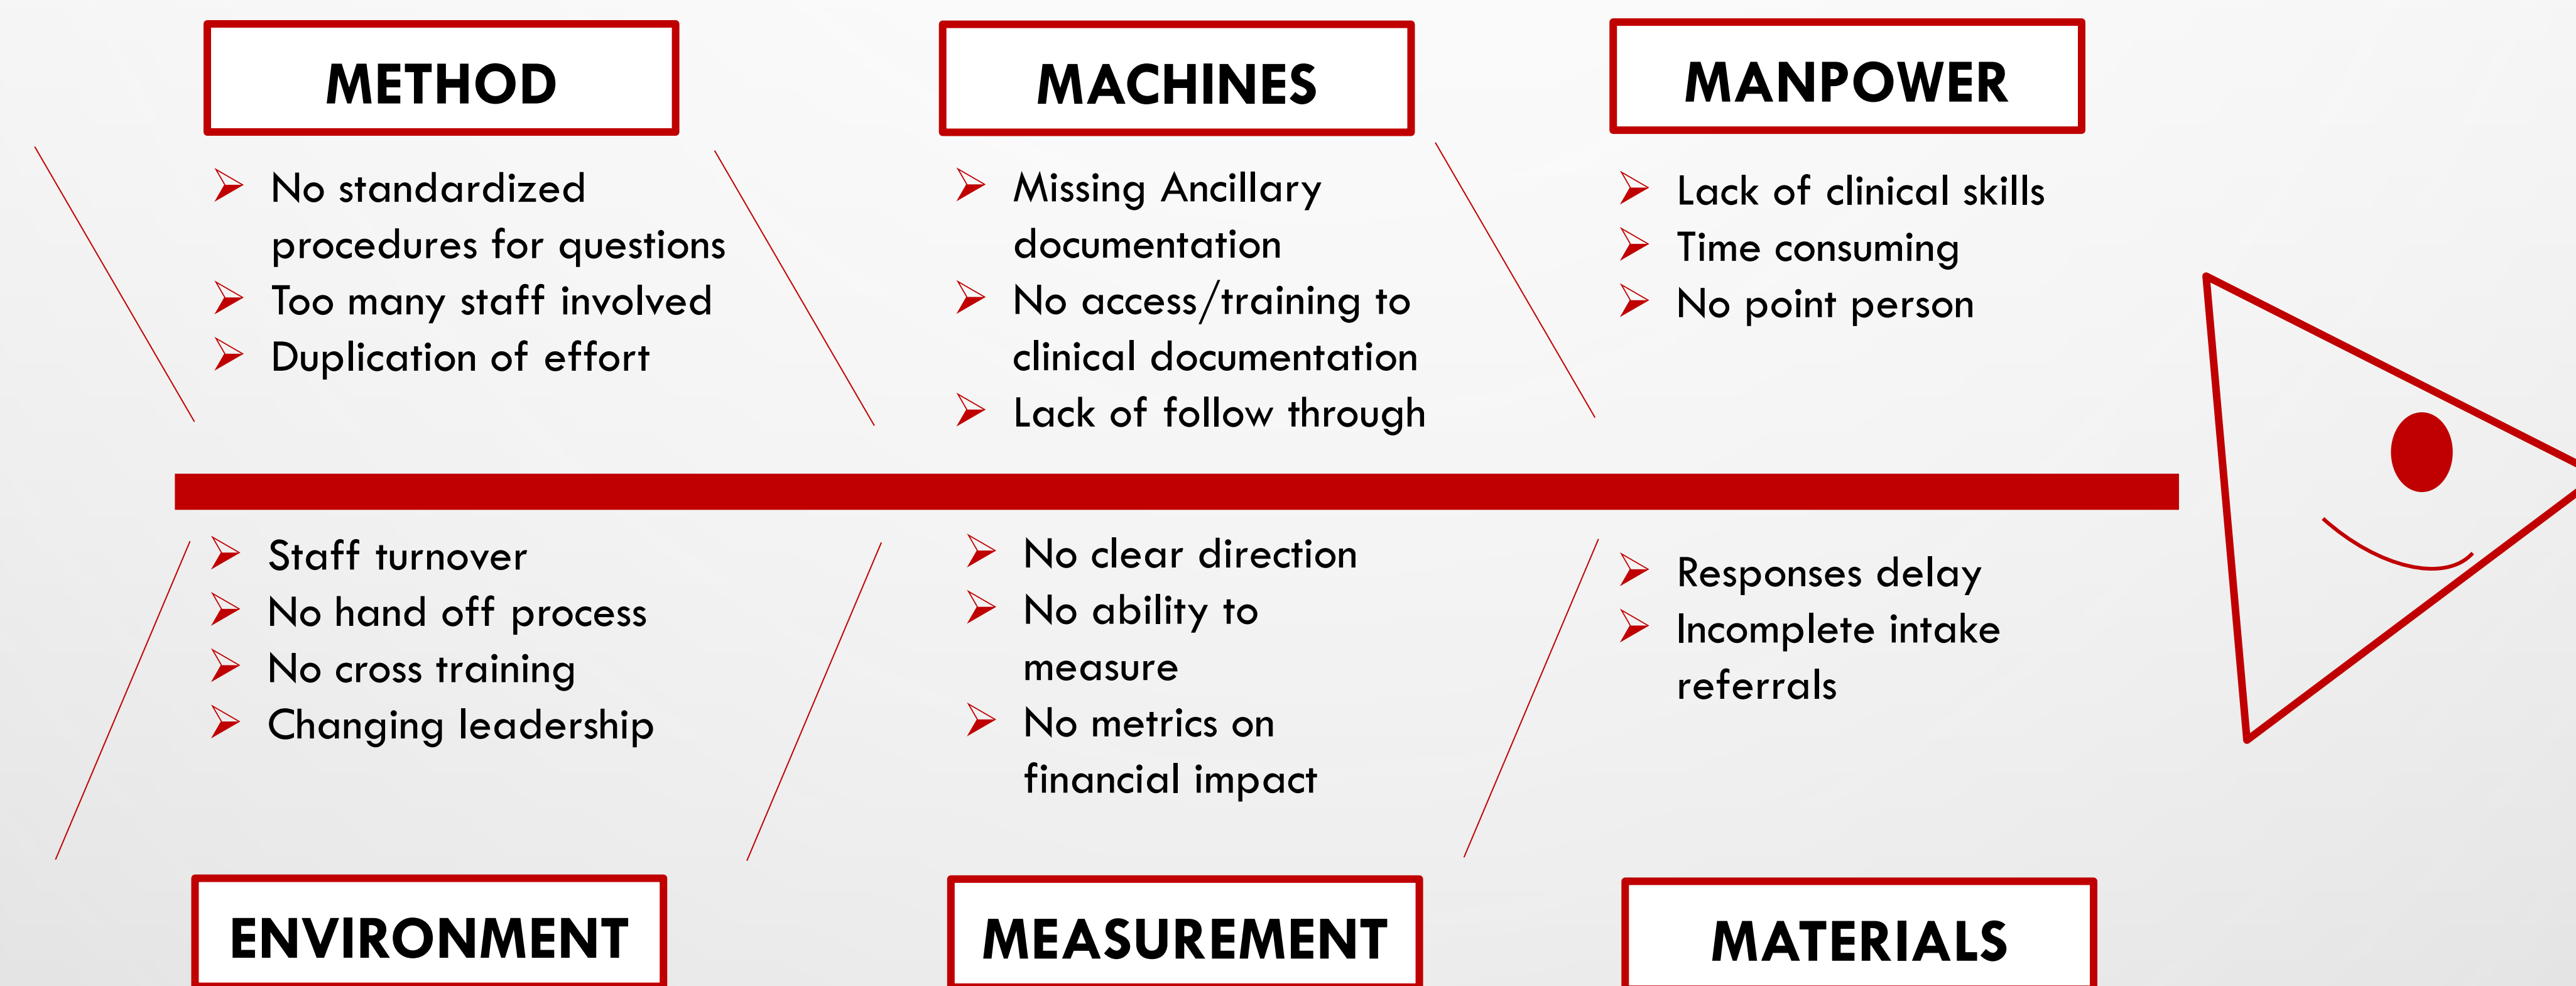 METHOD
No standardized
procedures for questions
Too many staff involved
Duplication of effort
MACHINES
Missing Ancillary
documentation
No access/training to
clinical documentation
Lack of follow through
MANPOWER
Lack of clinical skills
Time consuming
No point person
Staff turnover
No hand off process
No cross training
Changing leadership
ENVIRONMENT
No clear direction
No ability to
measure
No metrics on
financial impact
MEASUREMENT
Responses delay
Incomplete intake
referrals
MATERIALS